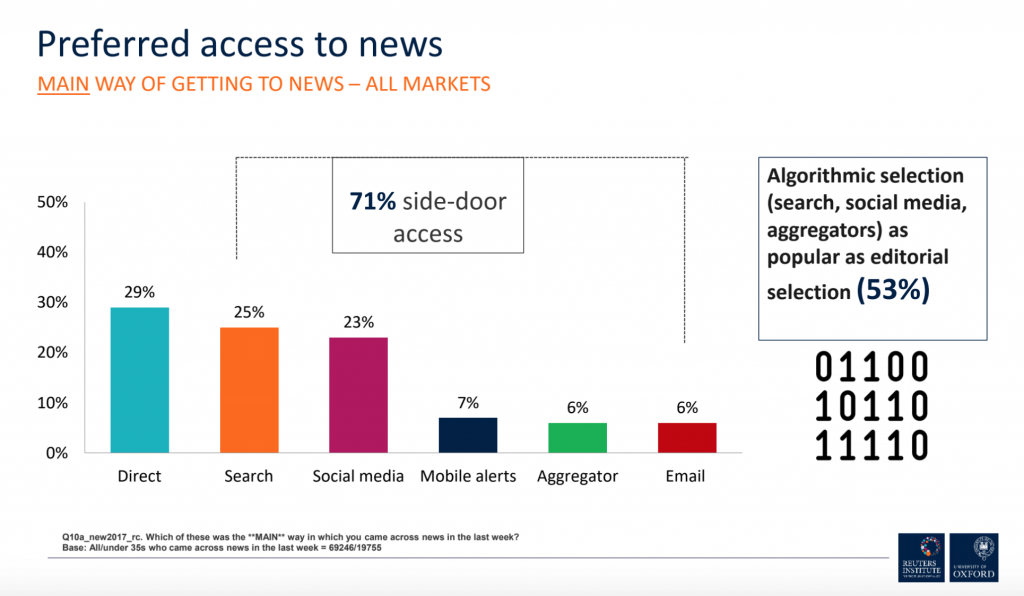 Preferred access to news
MAIN WAY OF GETTING TO NEWS – ALL MARKETS
71% side-door
access
50%
40%
30%
20%
10%
0%
29%
25%
23%
7%
6%
6%
Direct
Search
Social media
Mobile alerts
Aggregator
Email
Algorithmic selection
(search, social media,
aggregators) as
popular as editorial
selection (53%)
01100
10110
11110
Q10a_new2017_rc. Which of these was the **MAIN** way in which you came across news in the last week?
Base: All/under 35s who came across news in the last week = 69246/19755
REUTERS
INSTITUTE
UNIVERSITY OF
OXFORD